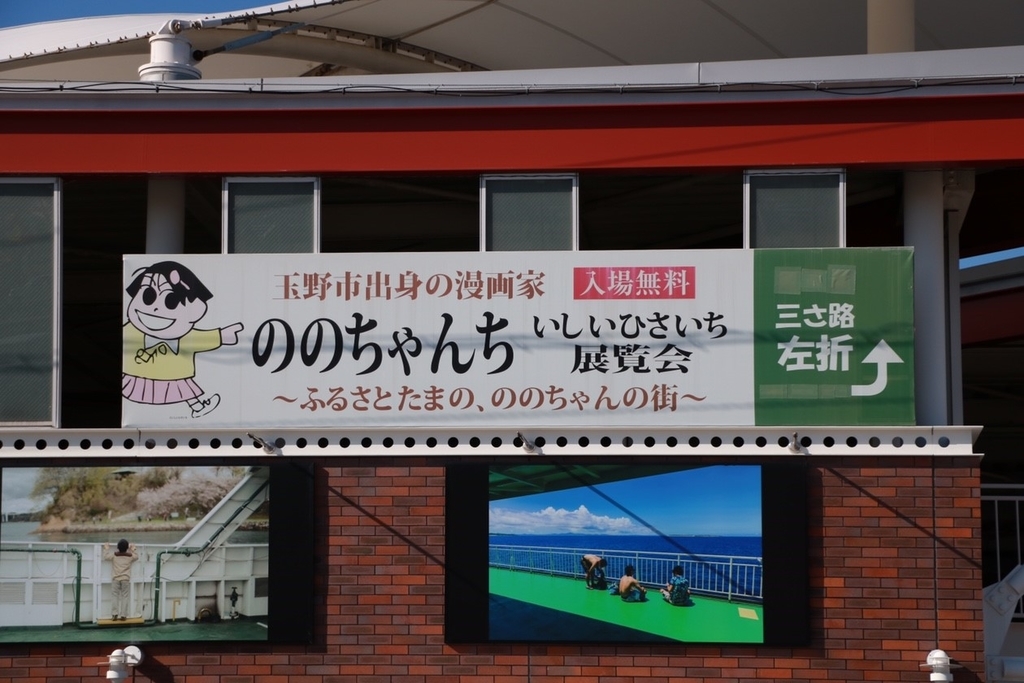 玉野市出身の漫画家 入場無料
ののちゃんち いしいひさいち
展覧会
～ふるさとたまの、ののちゃんの街～
三さ路
左折